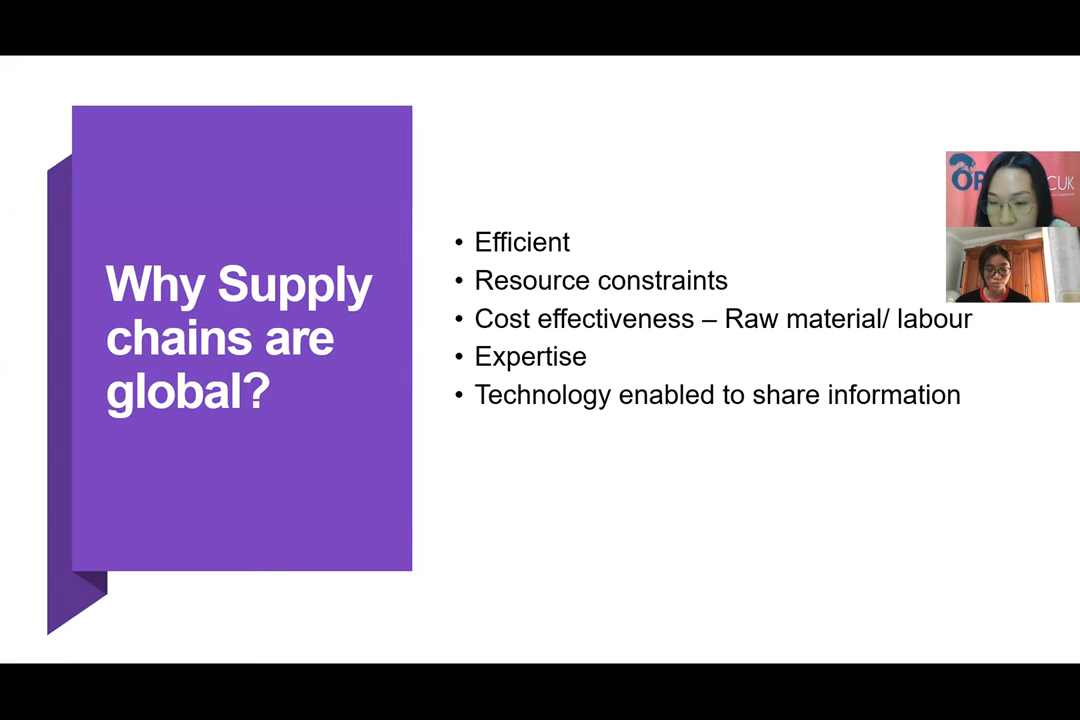 Why Supply
chains are
global?
• Efficient
• Resource constraints
• Cost effectiveness – Raw material/ labour
• Expertise
• Technology enabled to share information
CUK